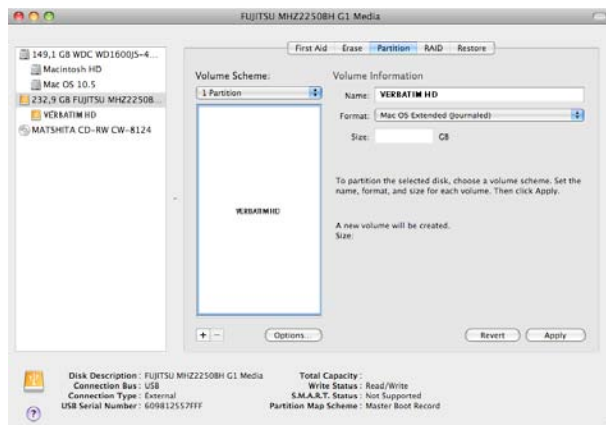 FUJITSU MHZ2250BH G1 Media
First Aid Erase Partition RAID Restore
149,1 GB WDC WD1600JS-4...
Macintosh HD
Mac OS 10.5
232,9 GB FUJITSU MHZ2250B...
VERBATIM HD
MATSHITA CD-RW CW-8124
Volume Scheme:
1 Partition
VERBATIM HD
+ −
Options...
Volume Information
Name: VERBATIM HD
Format: Mac OS Extended (Journaled)
Size: GB
To partition the selected disk, choose a volume scheme. Set the
name, format, and size for each volume. Then click Apply.
A new volume will be created.
Size:
Revert Apply
Disk Description : FUJITSU MHZ2250BH G1 Media
Connection Bus : USB
Connection Type : External
USB Serial Number : 609812557FFF
Total Capacity :
Write Status : Read/Write
S.M.A.R.T. Status : Not Supported
Partition Map Scheme : Master Boot Record
?